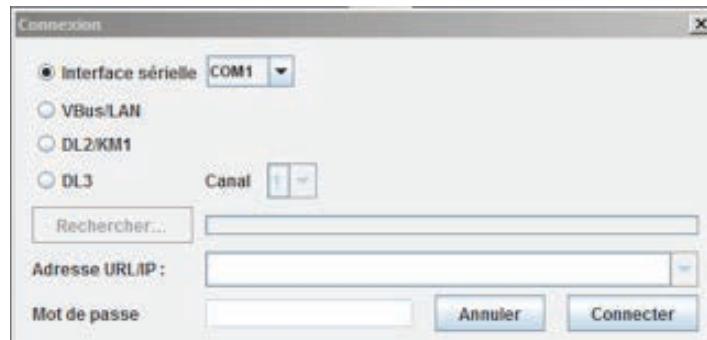 Connexion
Interface sérielle COM1
VBus/LAN
DL2/KM1
DL3 Canal 1
Rechercher...
Adresse URL/IP :
Mot de passe Annuler Connecter